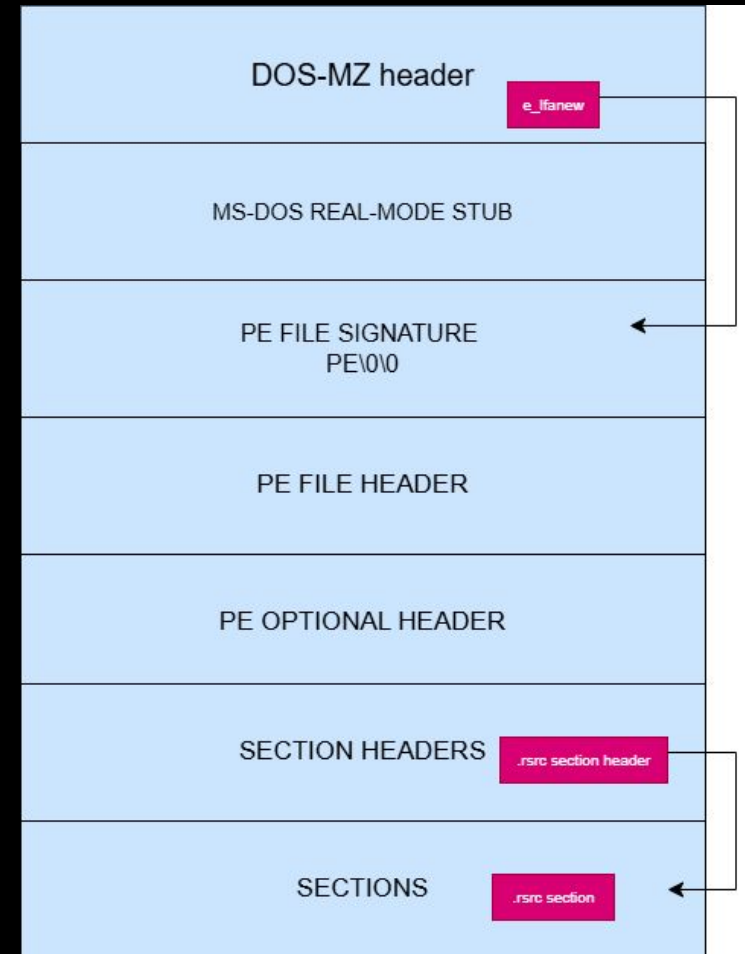 DOS-MZ header
e_lfanew
MS-DOS REAL-MODE STUB
PE FILE SIGNATURE
PE\0\0
PE FILE HEADER
PE OPTIONAL HEADER
SECTION HEADERS
.rsrc section header
SECTIONS
.rsrc section